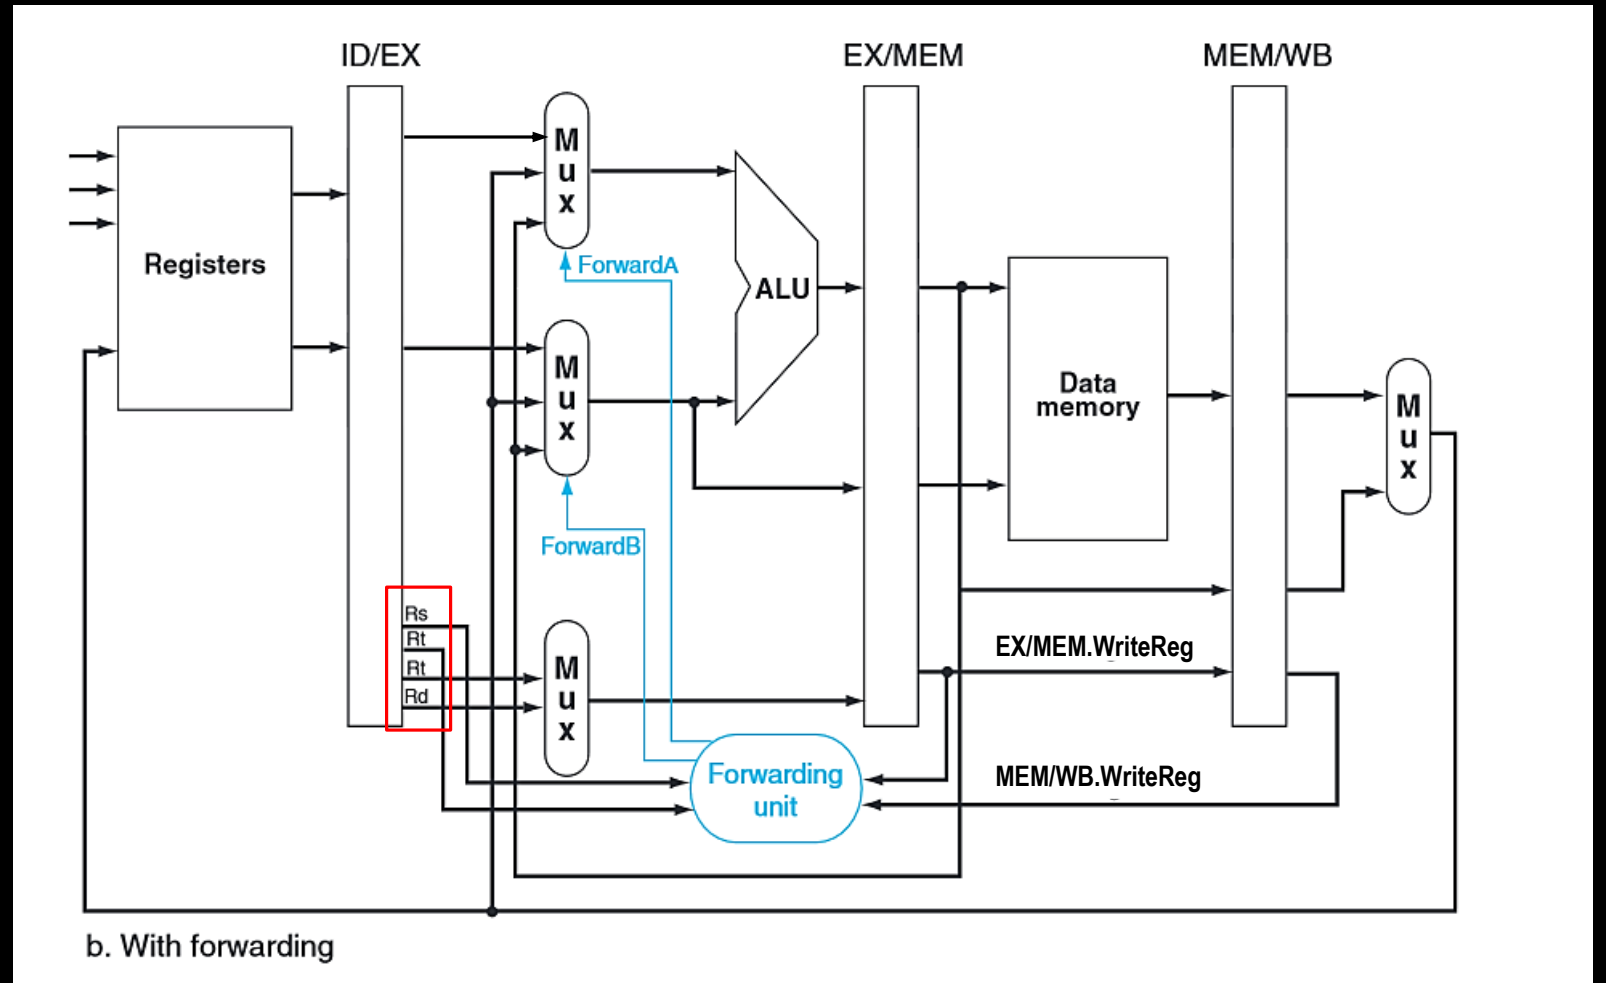 ID/EX
EX/MEM
MEM/WB
M
u
x
Registers
ForwardA
ALU
M
u
x
Data
memory
M
u
x
ForwardB
Rs
Rt
Rt
Rd
M
u
x
EX/MEM.WriteReg
Forwarding
unit
MEM/WB.WriteReg
b. With forwarding